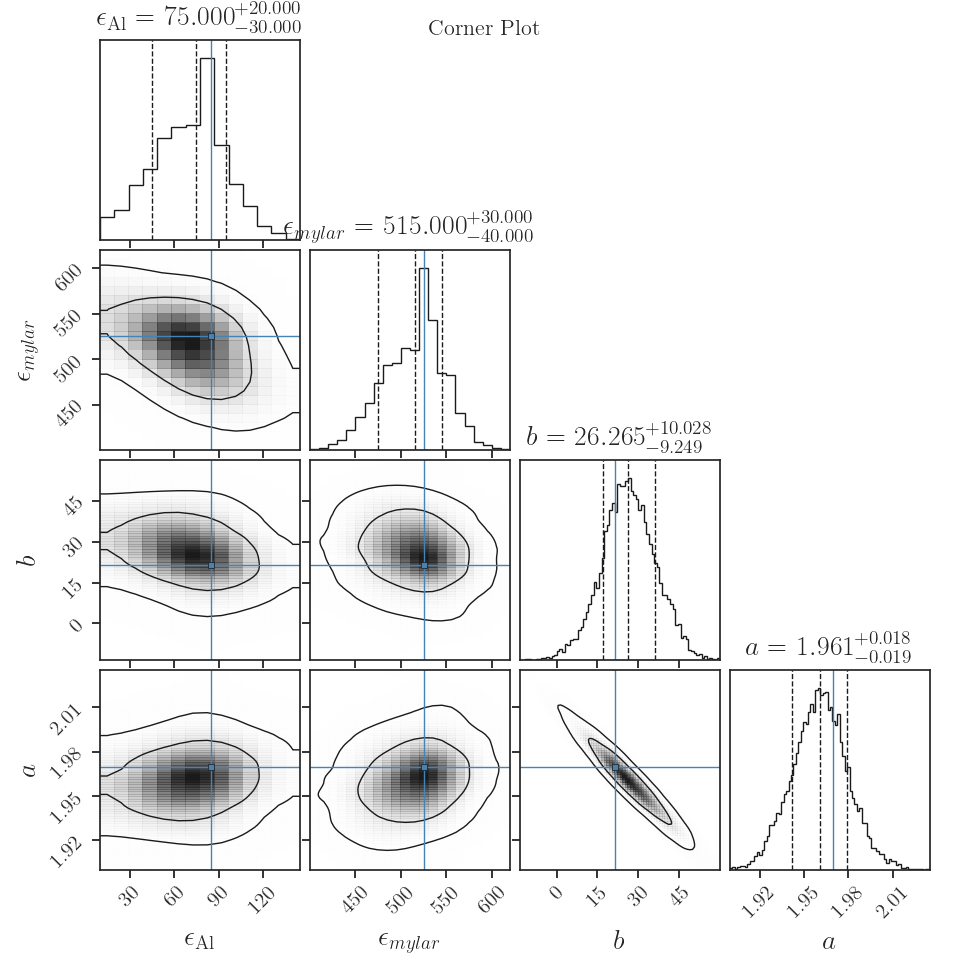 ϵ_Al = 75.000 +20.000 −30.000
Corner Plot
ϵ_mylar = 515.000 +30.000 −40.000
600
550
500
450
ϵ_mylar
b = 26.265 +10.028 −9.249
45
30
15
0
b
a = 1.961 +0.018 −0.019
2.01
1.98
1.95
1.92
a
30 60 90 120
450 500 550 600
0 15 30 45
1.92 1.95 1.98 2.01
ϵ_Al ϵ_mylar b a